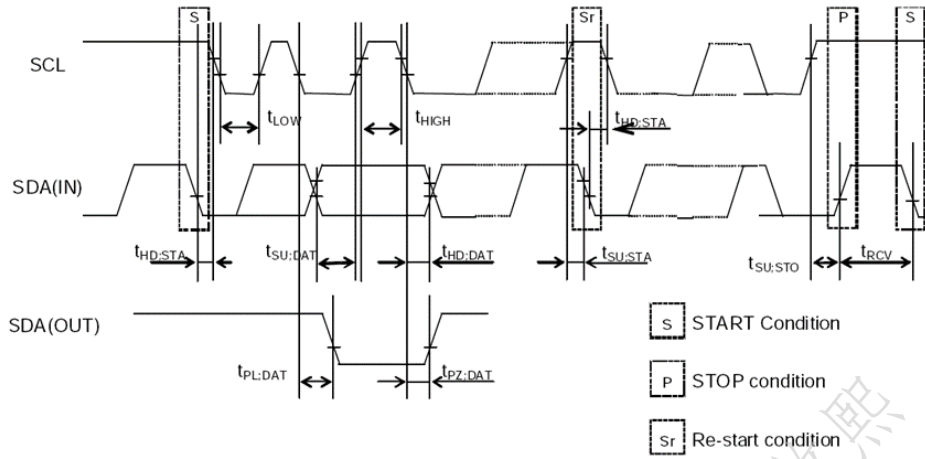 S
Sr
P
S
SCL
tLOW
tHIGH
tHD;STA
SDA(IN)
tHD;STA
tSU;DAT
tHD;DAT
tSU;STA
tSU;STO
tRCV
SDA(OUT)
S START Condition
tPL;DAT
tPZ;DAT
P STOP condition
Sr Re-start condition
熙